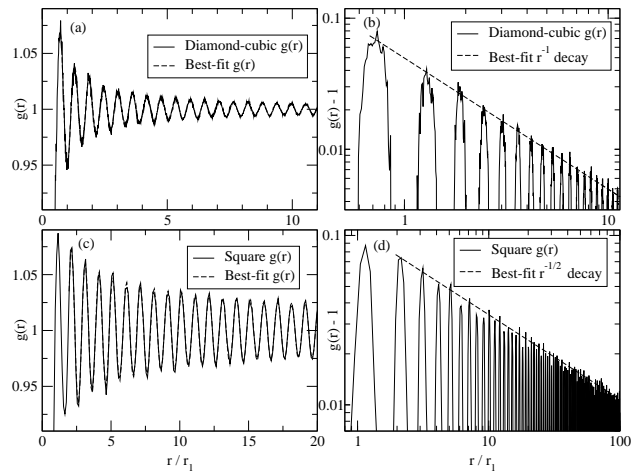 (a)
Diamond-cubic g(r)
Best-fit g(r)
1.05
1
0.95
g(r)
0
5
10
(b)
Diamond-cubic g(r)
Best-fit r^-1 decay
0.1
0.01
g(r) - 1
1
10
(c)
Square g(r)
Best-fit g(r)
1.05
1
0.95
g(r)
0
5
10
15
20
r / r_1
(d)
Square g(r)
Best-fit r^-1/2 decay
0.1
0.01
g(r) - 1
1
10
100
r / r_1